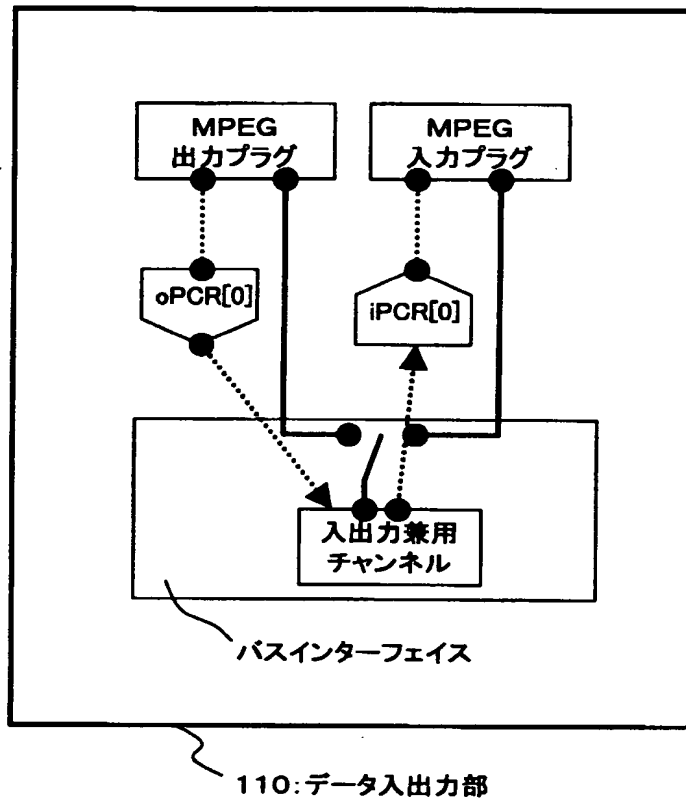 MPEG
出力プラグ
MPEG
入力プラグ
oPCR[0]
iPCR[0]
入出力兼用
チャンネル
バスインターフェイス
110:データ入出力部